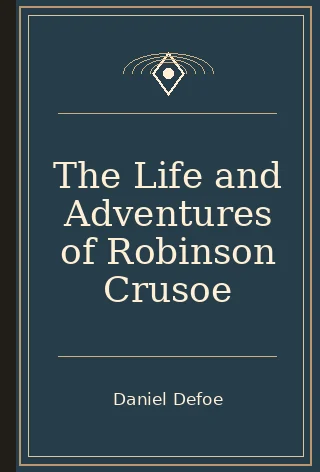 The Life and
Adventures
of Robinson
Crusoe
Daniel Defoe